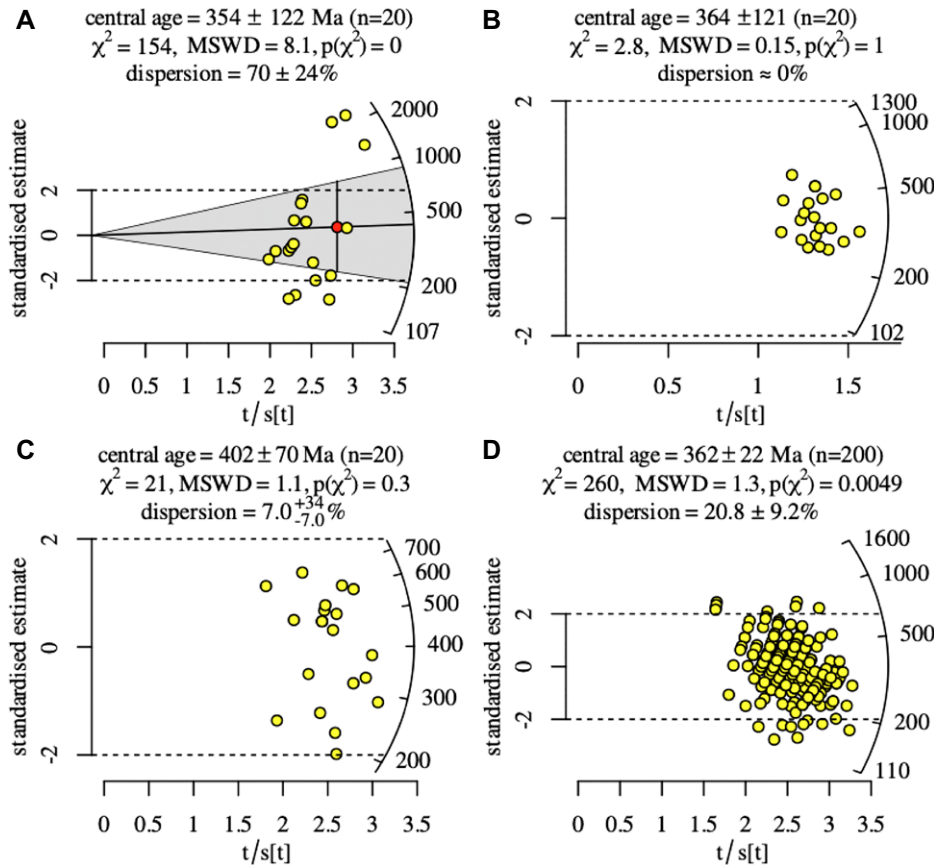 A
central age = 354 ± 122 Ma (n=20)
χ² = 154, MSWD = 8.1, p(χ²) = 0
dispersion = 70 ± 24%
standardised estimate
2
0
-2
2000
1000
500
200
107
0 0.5 1 1.5 2 2.5 3 3.5
t/s[t]
B
central age = 364 ±121 (n=20)
χ² = 2.8, MSWD = 0.15, p(χ²) = 1
dispersion ≈ 0%
standardised estimate
2
0
-2
1300
1000
500
200
102
0 0.5 1 1.5
t/s[t]
C
central age = 402 ± 70 Ma (n=20)
χ² = 21, MSWD = 1.1, p(χ²) = 0.3
dispersion = 7.0 +34 -7.0 %
standardised estimate
2
0
-2
700
600
500
400
300
200
0 0.5 1 1.5 2 2.5 3 3.5
t/s[t]
D
central age = 362 ± 22 Ma (n=200)
χ² = 260, MSWD = 1.3, p(χ²) = 0.0049
dispersion = 20.8 ± 9.2%
standardised estimate
2
0
-2
1600
1000
500
200
110
0 0.5 1 1.5 2 2.5 3 3.5
t/s[t]